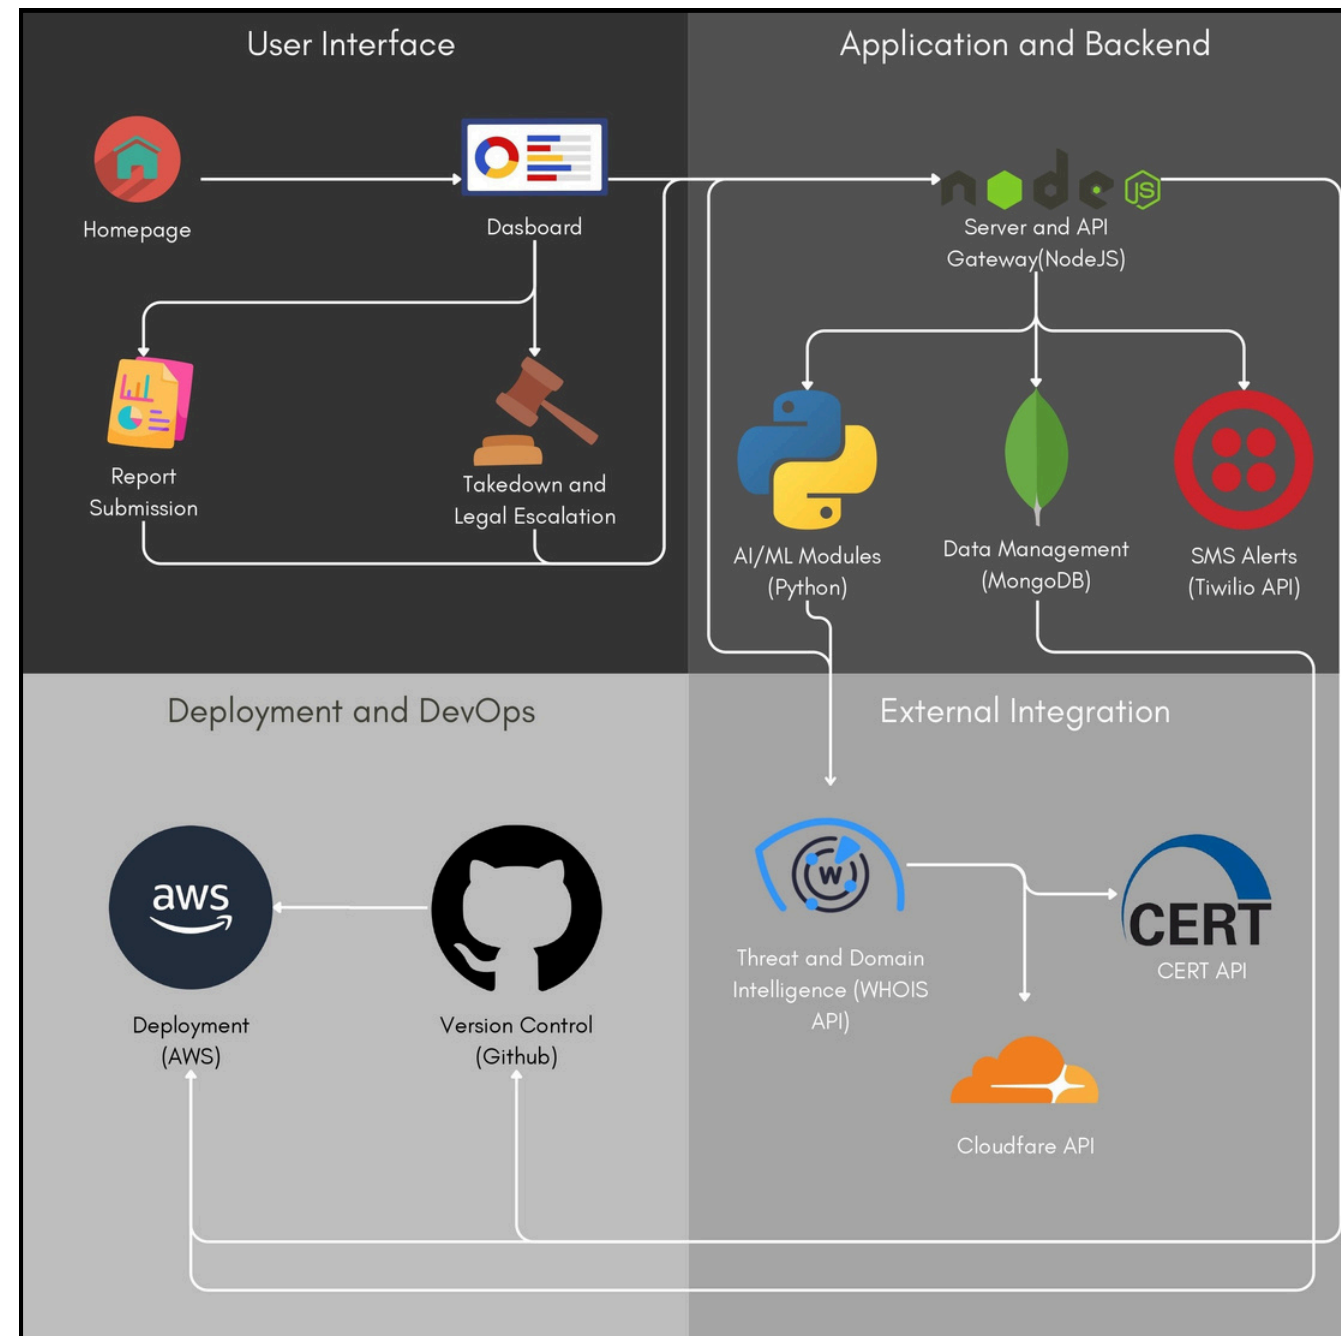 User Interface
Application and Backend
Homepage
Dasboard
node
JS
Server and API
Gateway(NodeJS)
Report
Submission
Takedown and
Legal Escalation
AI/ML Modules
(Python)
Data Management
(MongoDB)
SMS Alerts
(Tiwilio API)
Deployment and DevOps
External Integration
aws
Deployment
(AWS)
Version Control
(Github)
W
Threat and Domain
Intelligence (WHOIS
API)
CERT
CERT API
Cloudfare API